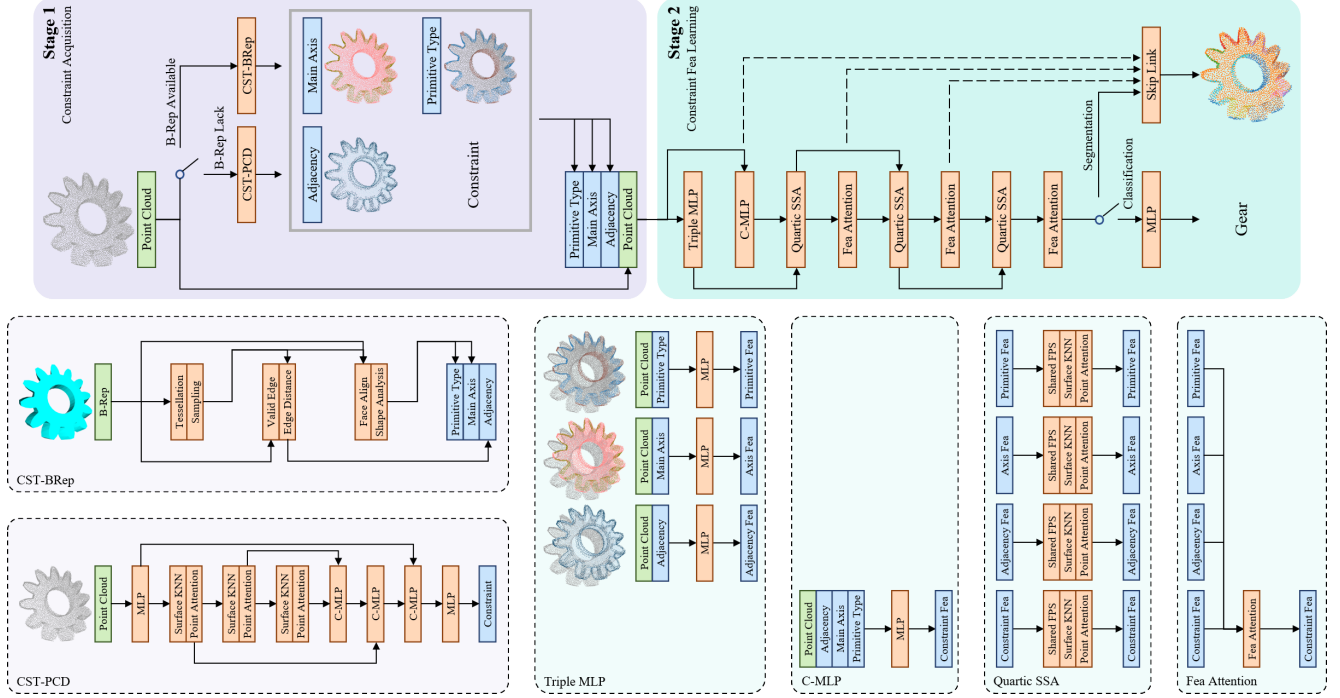 Stage 1
Constraint Acquisition
Point Cloud
B-Rep Available
B-Rep Lack
CST-BRep
CST-PCD
Main Axis
Primitive Type
Adjacency
Constraint
Primitive Type
Main Axis
Adjacency
Point Cloud
Stage 2
Constraint Fea Learning
Triple MLP
C-MLP
Quartic SSA
Fea Attention
Quartic SSA
Fea Attention
Quartic SSA
Fea Attention
Segmentation
Classification
Skip Link
MLP
Gear
B-Rep
Tessellation
Sampling
Valid Edge
Edge Distance
Face Align
Shape Analysis
Primitive Type
Main Axis
Adjacency
CST-BRep
Point Cloud
MLP
Surface KNN
Point Attention
Surface KNN
Point Attention
Surface KNN
Point Attention
C-MLP
C-MLP
C-MLP
MLP
Constraint
CST-PCD
Point Cloud
Primitive Type
MLP
Primitive Fea
Point Cloud
Main Axis
MLP
Axis Fea
Point Cloud
Adjacency
MLP
Adjacency Fea
Triple MLP
Point Cloud
Adjacency
Main Axis
Primitive Type
MLP
Constraint Fea
C-MLP
Primitive Fea
Shared FPS
Surface KNN
Point Attention
Primitive Fea
Axis Fea
Shared FPS
Surface KNN
Point Attention
Axis Fea
Adjacency Fea
Shared FPS
Surface KNN
Point Attention
Adjacency Fea
Constraint Fea
Shared FPS
Surface KNN
Point Attention
Constraint Fea
Quartic SSA
Primitive Fea
Axis Fea
Adjacency Fea
Constraint Fea
Fea Attention
Constraint Fea
Fea Attention